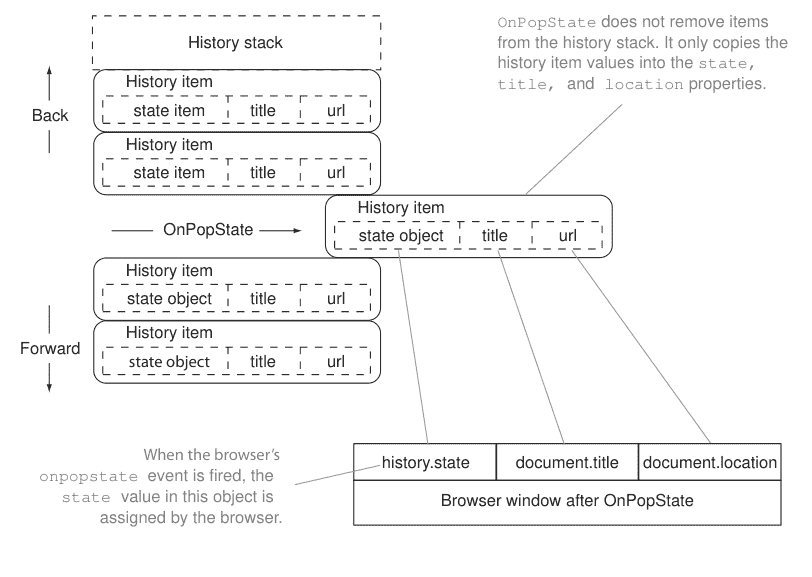 History stack
OnPopState does not remove items
from the history stack. It only copies the
history item values into the state,
title, and location properties.
History item
state item title url
Back
History item
state item title url
OnPopState
History item
state object title url
History item
state object title url
Forward
History item
state object title url
When the browser's
onpopstate event is fired, the
state value in this object is
assigned by the browser.
history.state document.title document.location
Browser window after OnPopState